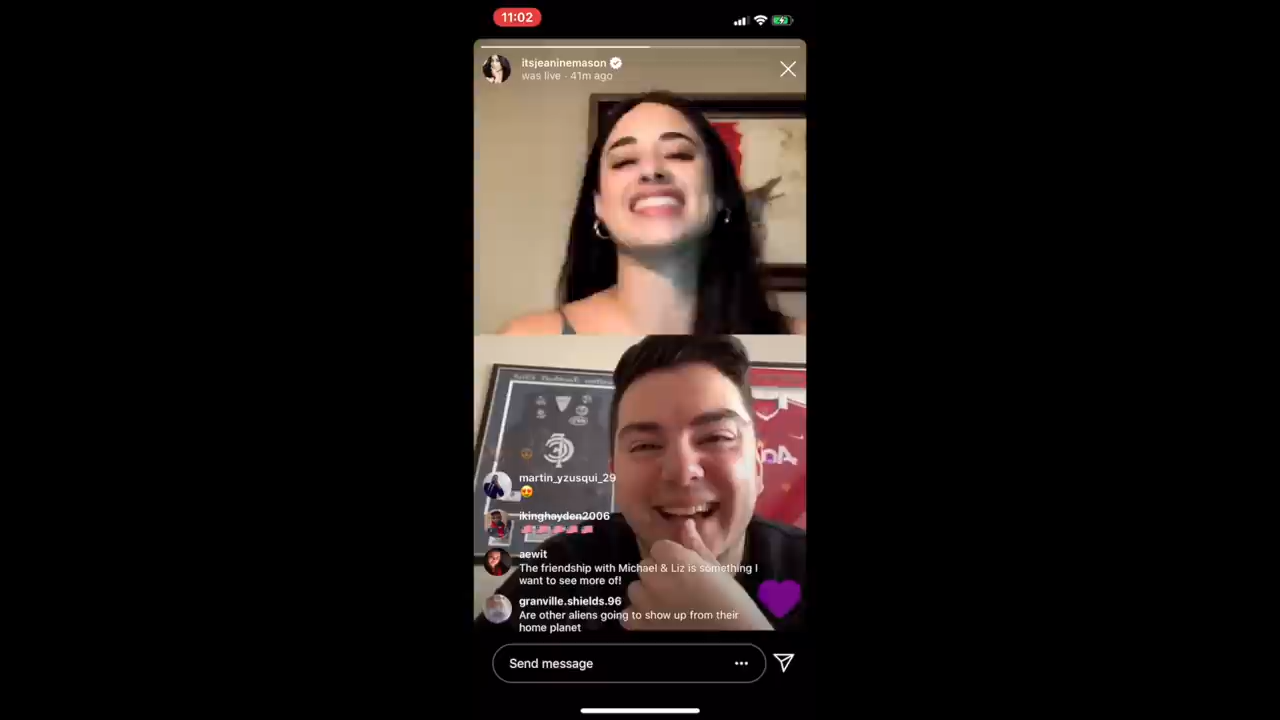 11:02
itsjeaninemason
was live · 41m ago
martin_yzusqui_29
😍
ikinghayden2006
aewit
The friendship with Michael & Liz is something I
want to see more of!
granville.shields.96
Are other aliens going to show up from their
home planet
Send message